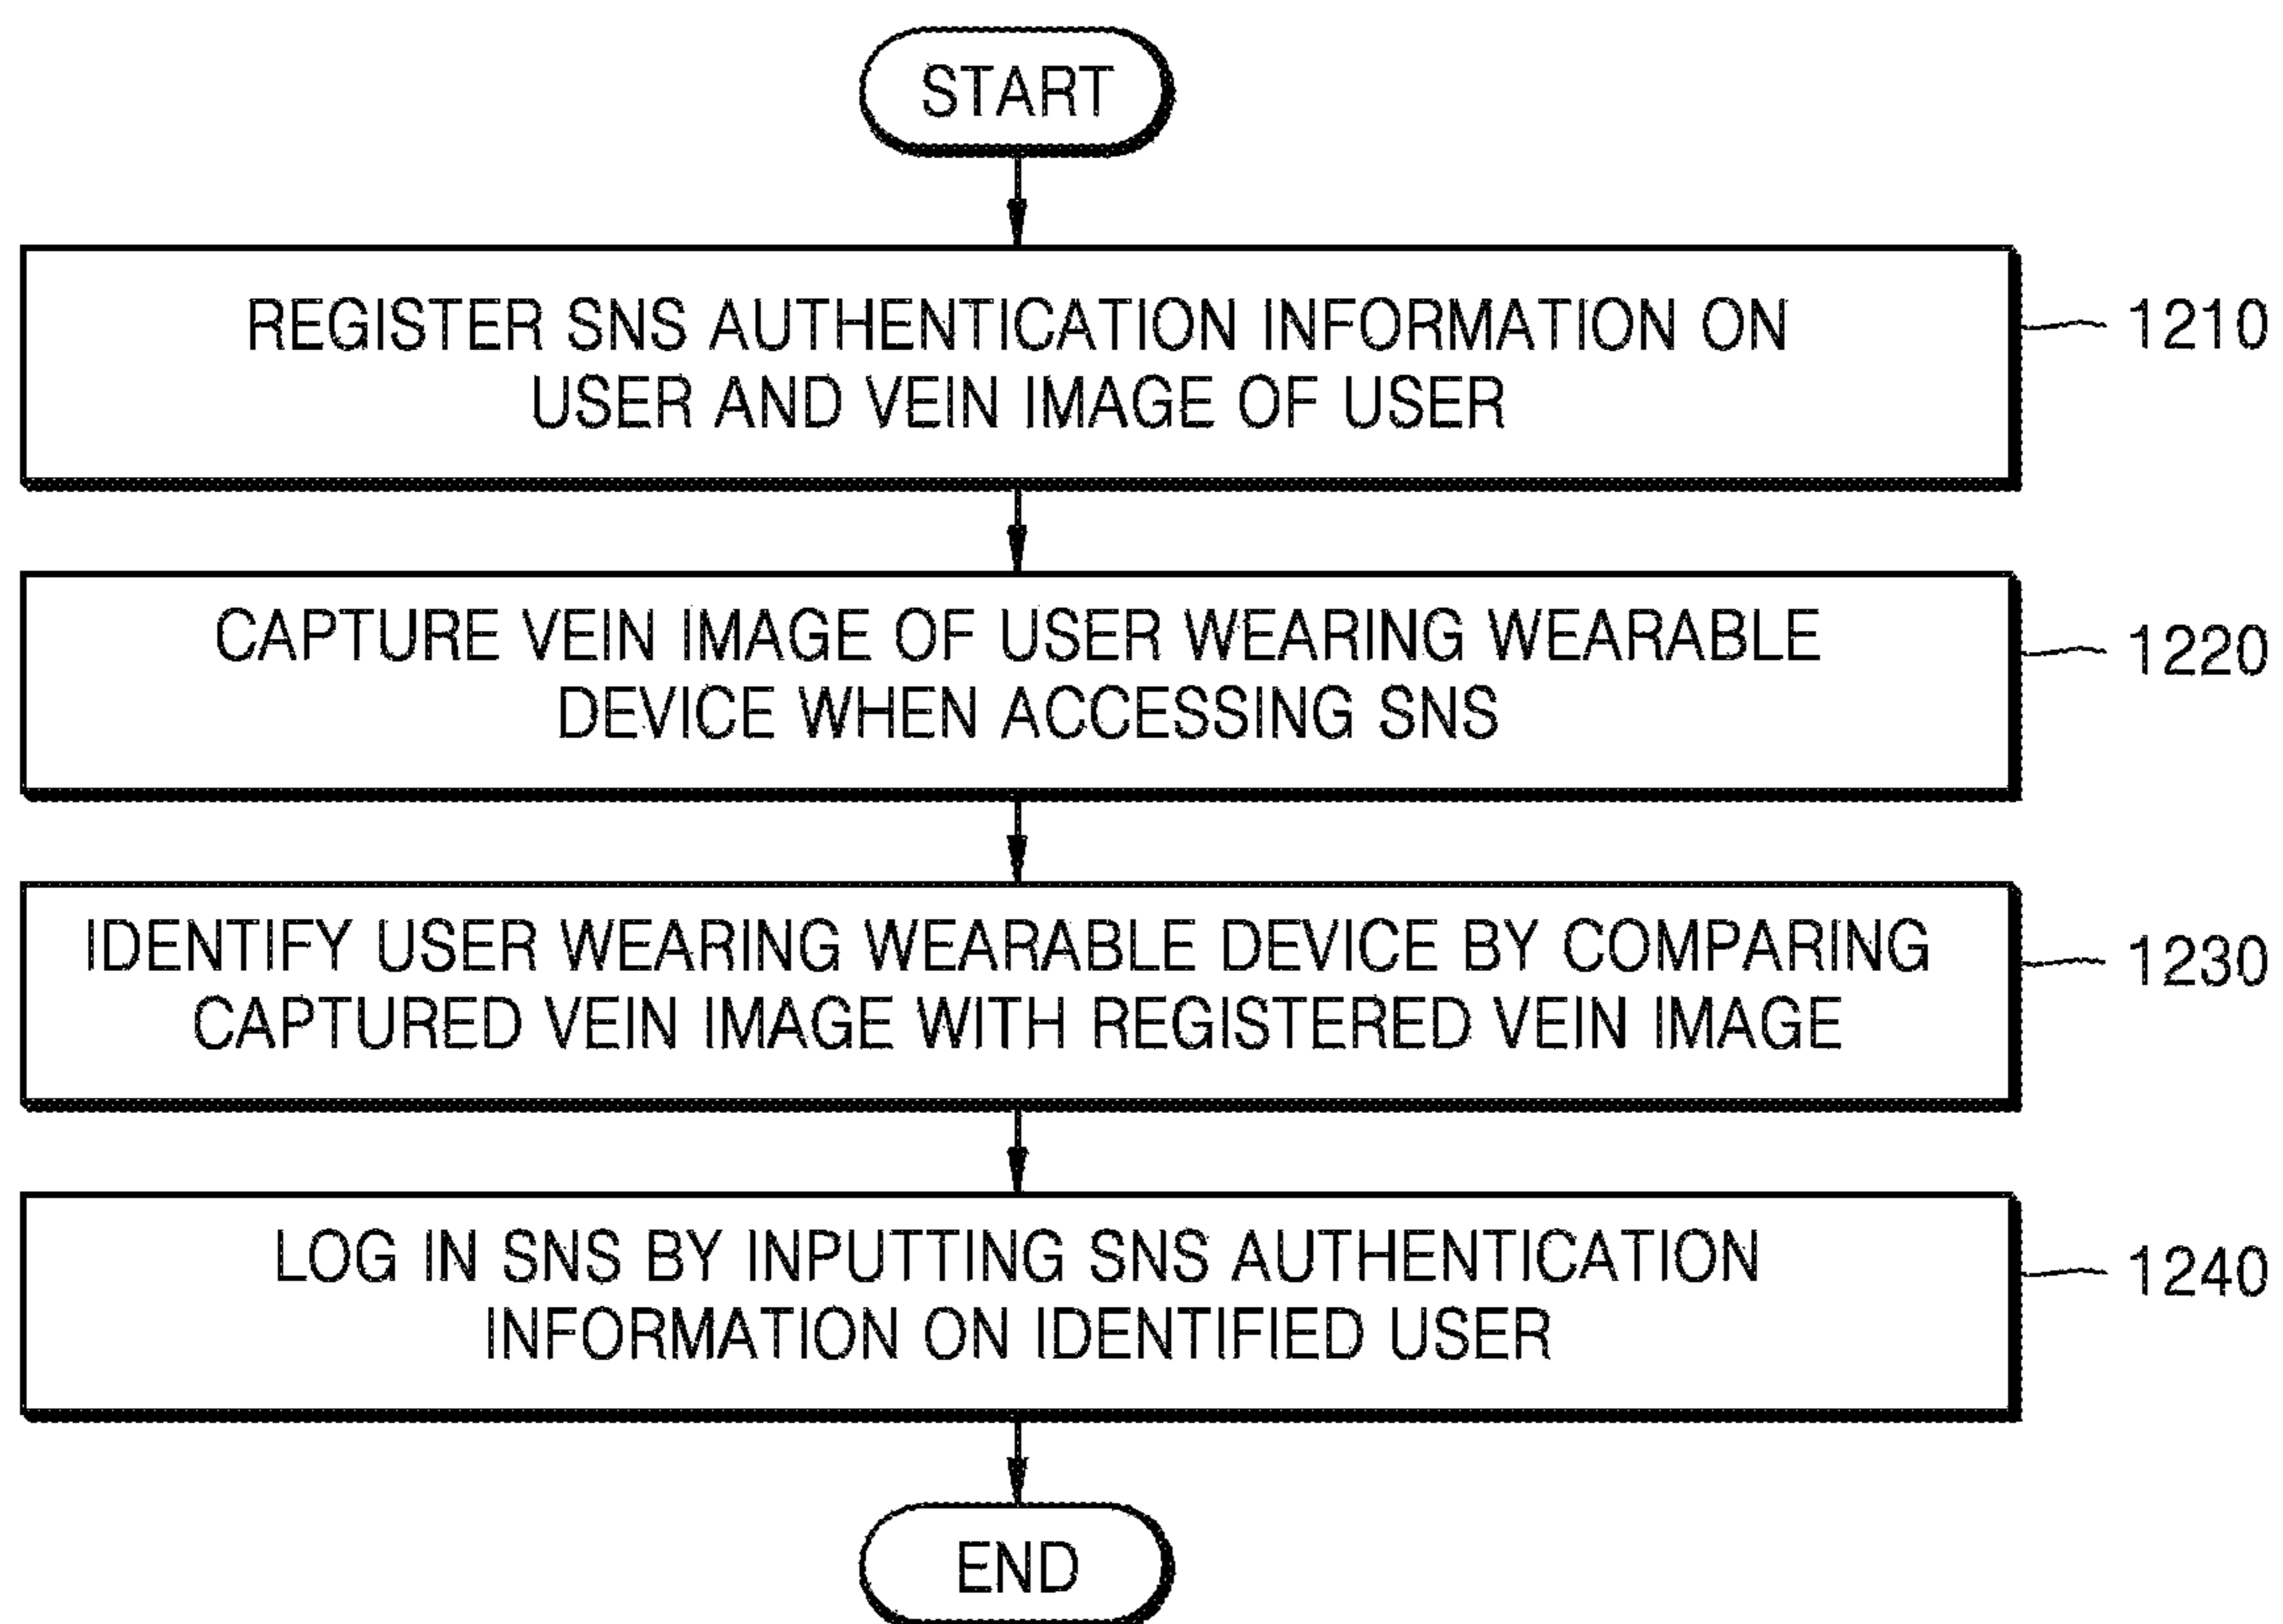 START
REGISTER SNS AUTHENTICATION INFORMATION ON
USER AND VEIN IMAGE OF USER
1210
CAPTURE VEIN IMAGE OF USER WEARING WEARABLE
DEVICE WHEN ACCESSING SNS
1220
IDENTIFY USER WEARING WEARABLE DEVICE BY COMPARING
CAPTURED VEIN IMAGE WITH REGISTERED VEIN IMAGE
1230
LOG IN SNS BY INPUTTING SNS AUTHENTICATION
INFORMATION ON IDENTIFIED USER
1240
END